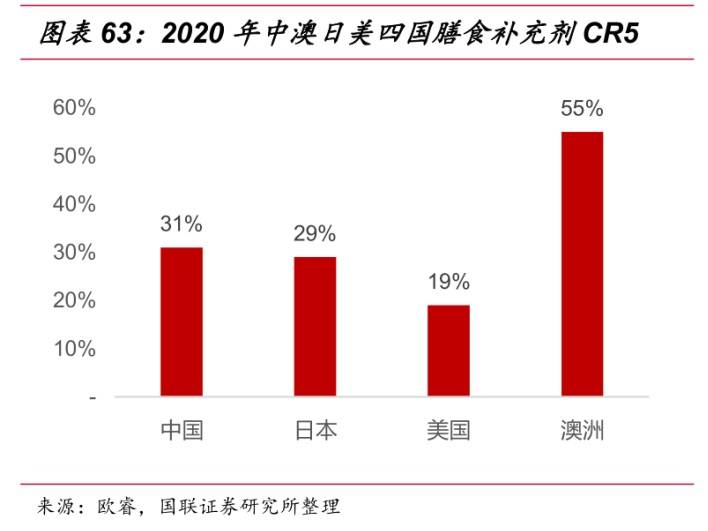 图表 63：2020 年中澳日美四国膳食补充剂 CR5
60%
50%
40%
30%
20%
10%
-
31%
29%
19%
55%
中国
日本
美国
澳洲
来源：欧睿，国联证券研究所整理